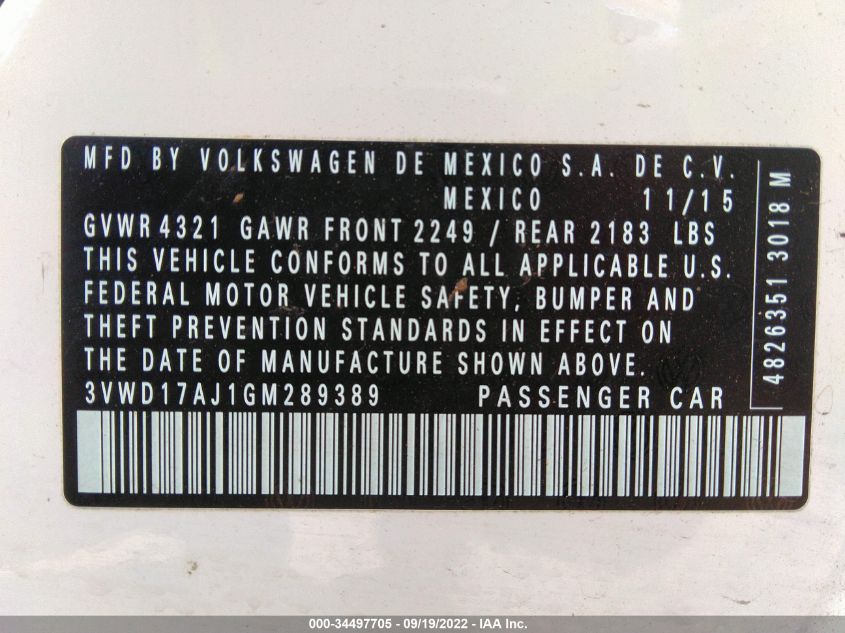 MFD BY VOLKSWAGEN DE MEXICO S.A. DE C.V.
MEXICO 11/15
GVWR 4321 GAWR FRONT 2249 / REAR 2183 LBS
THIS VEHICLE CONFORMS TO ALL APPLICABLE U.S.
FEDERAL MOTOR VEHICLE SAFETY, BUMPER AND
THEFT PREVENTION STANDARDS IN EFFECT ON
THE DATE OF MANUFACTURE SHOWN ABOVE.
3VWD17AJ1GM289389 PASSENGER CAR
4826351 3018 M
000-34497705 - 09/19/2022 - IAA Inc.